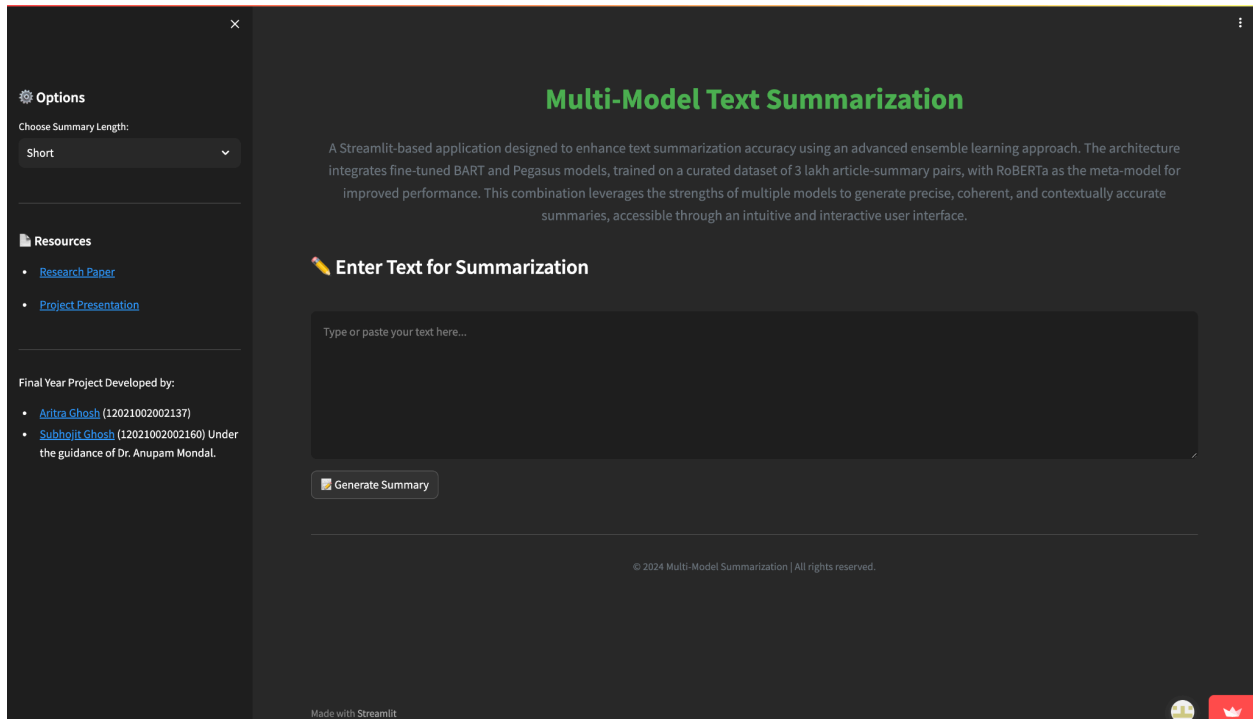 Options
Choose Summary Length:
Short
Resources
• Research Paper
• Project Presentation
Final Year Project Developed by:
• Aritra Ghosh (12021002002137)
• Subhojit Ghosh (12021002002160) Under
the guidance of Dr. Anupam Mondal.
Multi-Model Text Summarization
A Streamlit-based application designed to enhance text summarization accuracy using an advanced ensemble learning approach. The architecture
integrates fine-tuned BART and Pegasus models, trained on a curated dataset of 3 lakh article-summary pairs, with RoBERTa as the meta-model for
improved performance. This combination leverages the strengths of multiple models to generate precise, coherent, and contextually accurate
summaries, accessible through an intuitive and interactive user interface.
Enter Text for Summarization
Type or paste your text here...
Generate Summary
© 2024 Multi-Model Summarization | All rights reserved.
Made with Streamlit